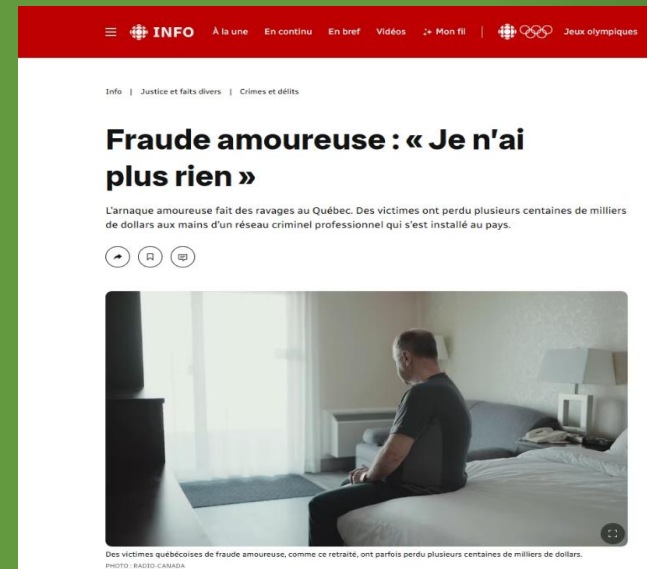 INFO À la une En continu En bref Vidéos Mon fil | Jeux olympiques
Info | Justice et faits divers | Crimes et délits
Fraude amoureuse : « Je n'ai
plus rien »
L'arnaque amoureuse fait des ravages au Québec. Des victimes ont perdu plusieurs centaines de milliers
de dollars aux mains d'un réseau criminel professionnel qui s'est installé au pays.
Des victimes québécoises de fraude amoureuse, comme ce retraité, ont parfois perdu plusieurs centaines de milliers de dollars.
PHOTO : RADIO-CANADA